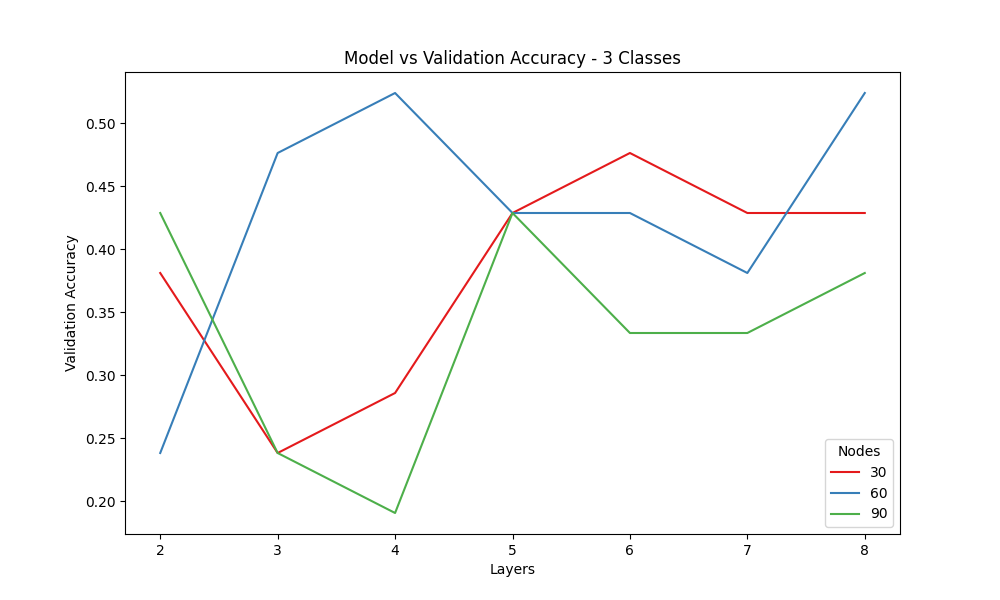 Model vs Validation Accuracy - 3 Classes
Validation Accuracy
0.50
0.45
0.40
0.35
0.30
0.25
0.20
2 3 4 5 6 7 8
Layers
Nodes
30
60
90